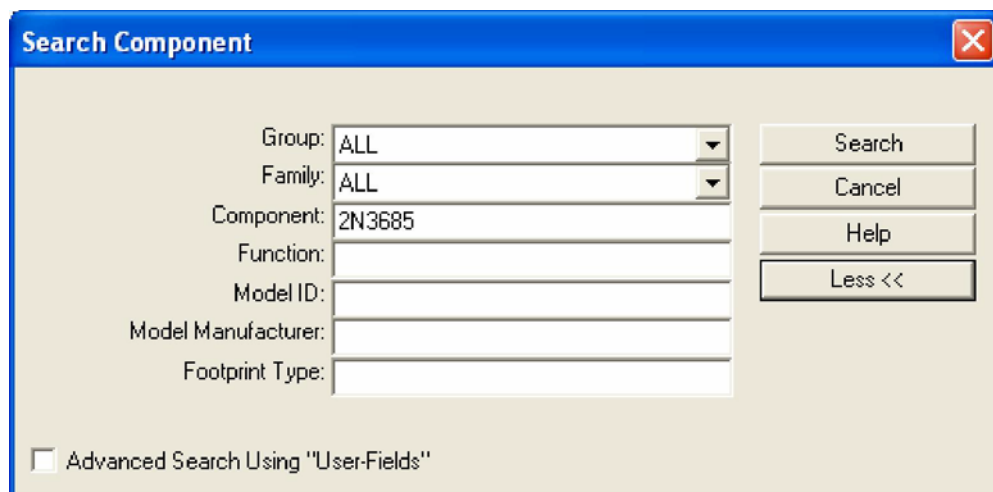 Search Component
Group: ALL
Search
Family: ALL
Cancel
Component: 2N3685
Help
Function:
Model ID:
Less <<
Model Manufacturer:
Footprint Type:
Advanced Search Using "User-Fields"